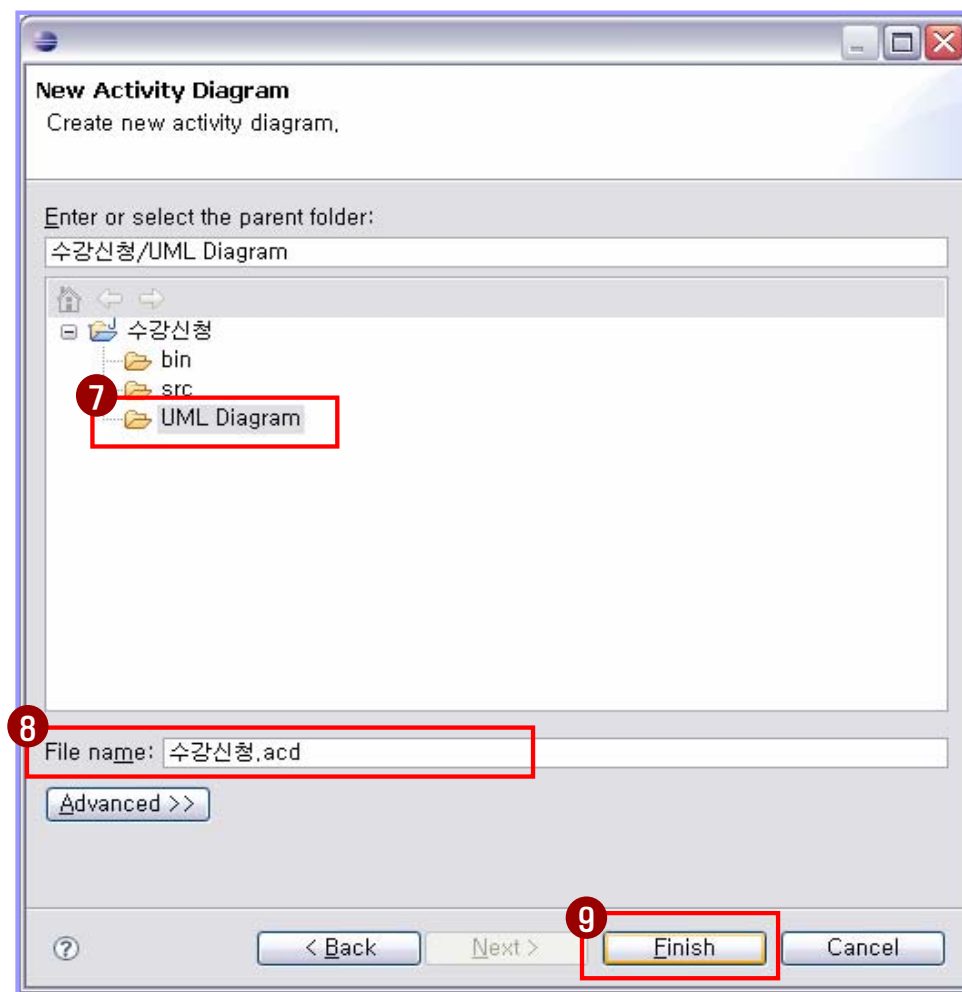 New Activity Diagram
Create new activity diagram.
Enter or select the parent folder:
수강신청/UML Diagram
수강신청
bin
src
7
UML Diagram
8
File name: 수강신청.acd
Advanced >>
9
? < Back Next > Finish Cancel